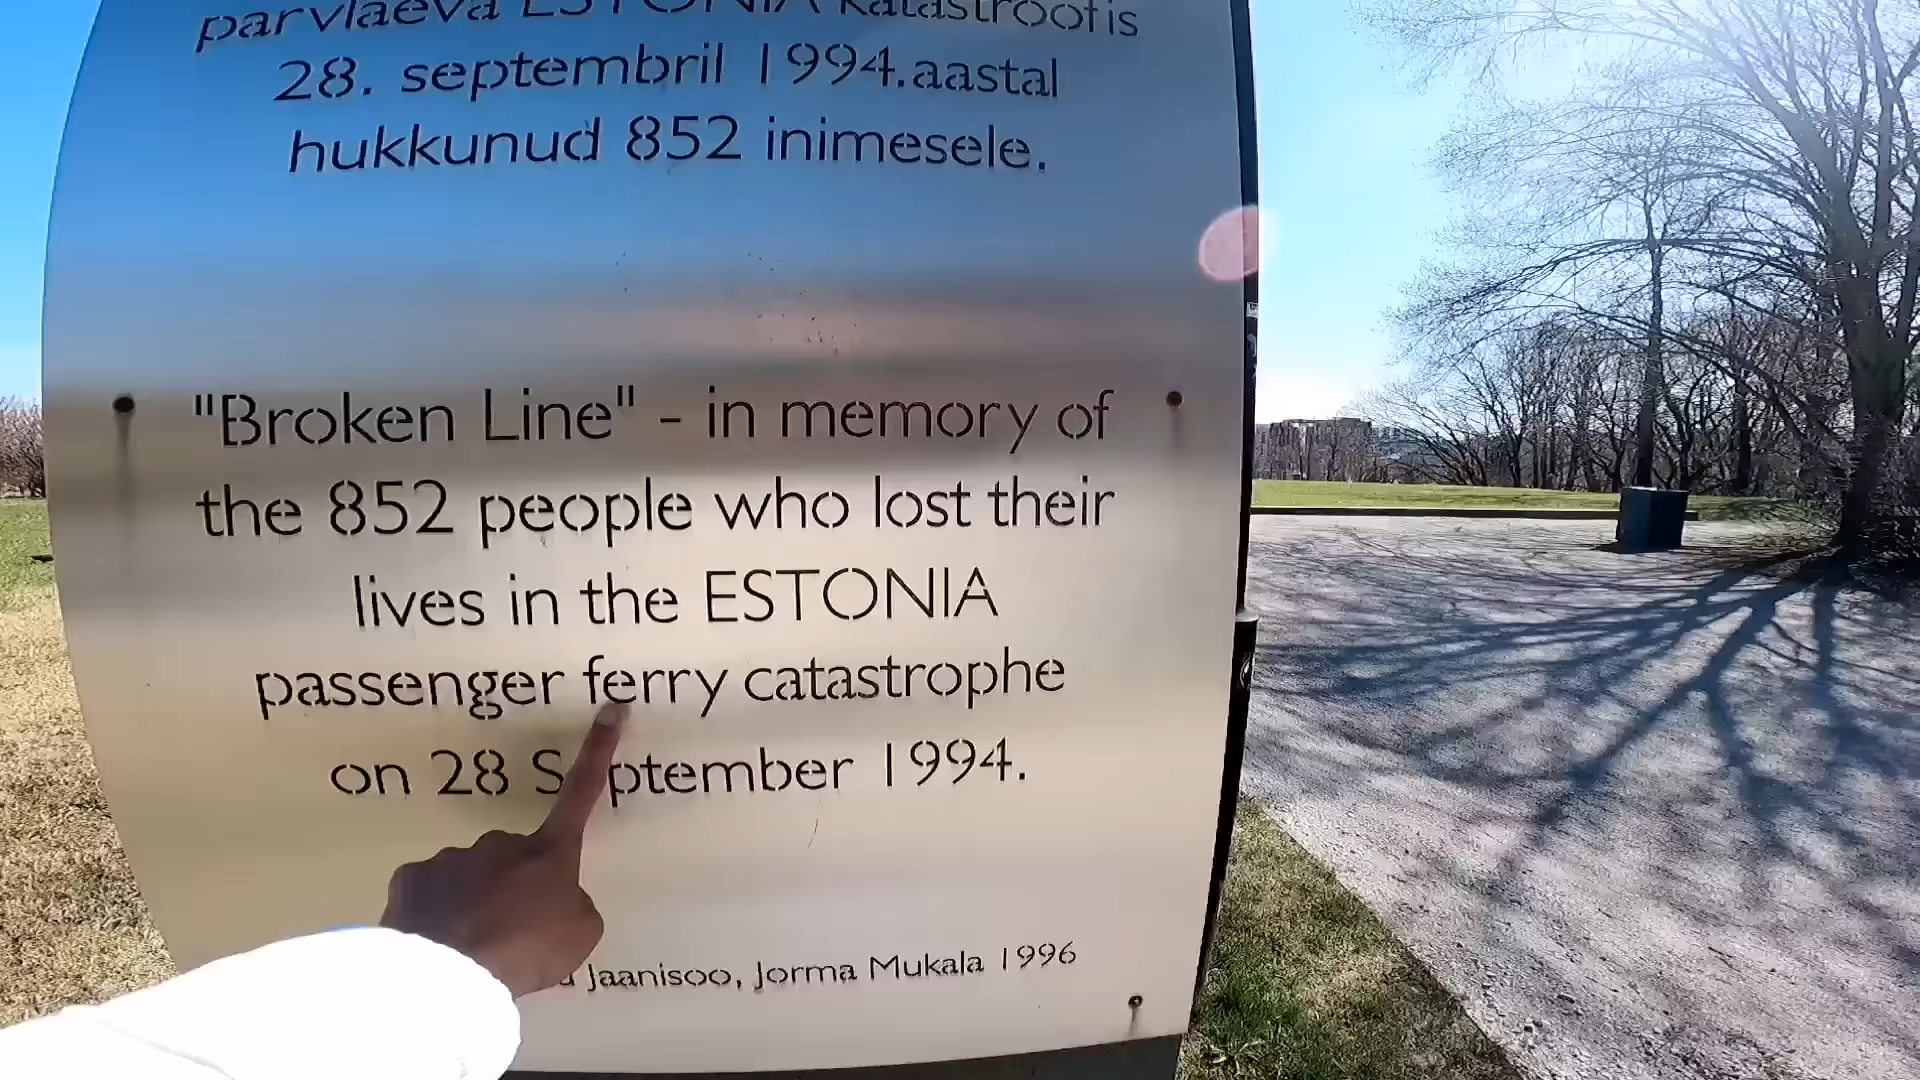 parvlaeva ESTONIA katastroofis
28. septembril 1994.aastal
hukkunud 852 inimesele.
"Broken Line" - in memory of
the 852 people who lost their
lives in the ESTONIA
passenger ferry catastrophe
on 28 September 1994.
Jaanisoo, Jorma Mukala 1996